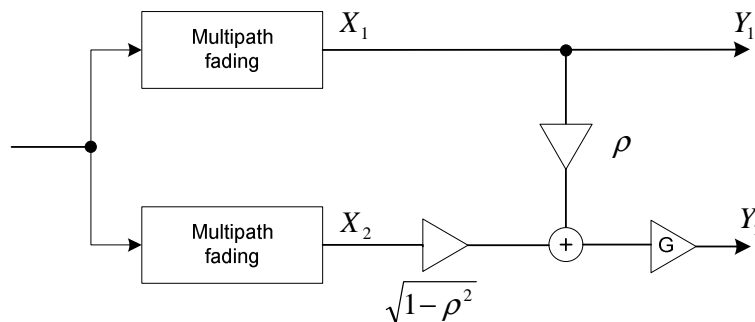 Multipath
fading
X₁
Y₁
ρ
Multipath
fading
X₂
√1−ρ²
+
G
Y